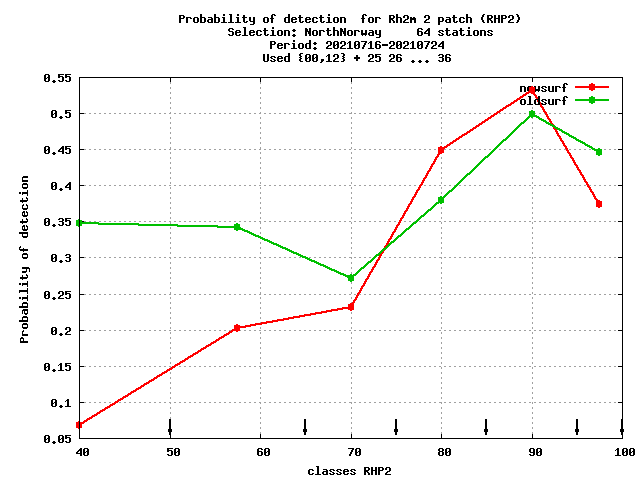 Probability of detection  for Rh2m 2 patch (RHP2)
Selection: NorthNorway     64 stations
Period: 20210716-20210724
Used {00,12} + 25 26 ... 36
newsurf
oldsurf
Probability of detection
0.55
0.5
0.45
0.4
0.35
0.3
0.25
0.2
0.15
0.1
0.05
40 50 60 70 80 90 100
classes RHP2